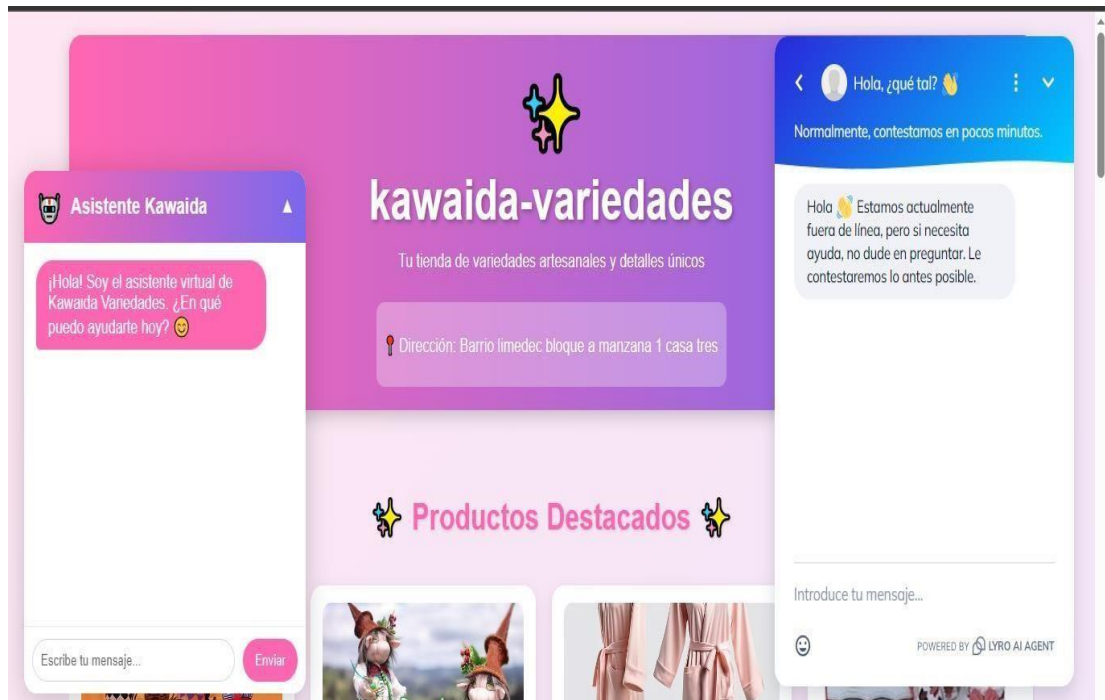 kawaida-variedades
Tu tienda de variedades artesanales y detalles únicos
📍 Dirección: Barrio limedec bloque a manzana 1 casa tres
✨ Productos Destacados ✨
Asistente Kawaida ▲
¡Hola! Soy el asistente virtual de
Kawaida Variedades. ¿En qué
puedo ayudarte hoy? 😊
Escribe tu mensaje...
Enviar
Hola, ¿qué tal? 👋
Normalmente, contestamos en pocos minutos.
Hola 👋 Estamos actualmente
fuera de línea, pero si necesita
ayuda, no dude en preguntar. Le
contestaremos lo antes posible.
Introduce tu mensaje...
POWERED BY LYRO AI AGENT